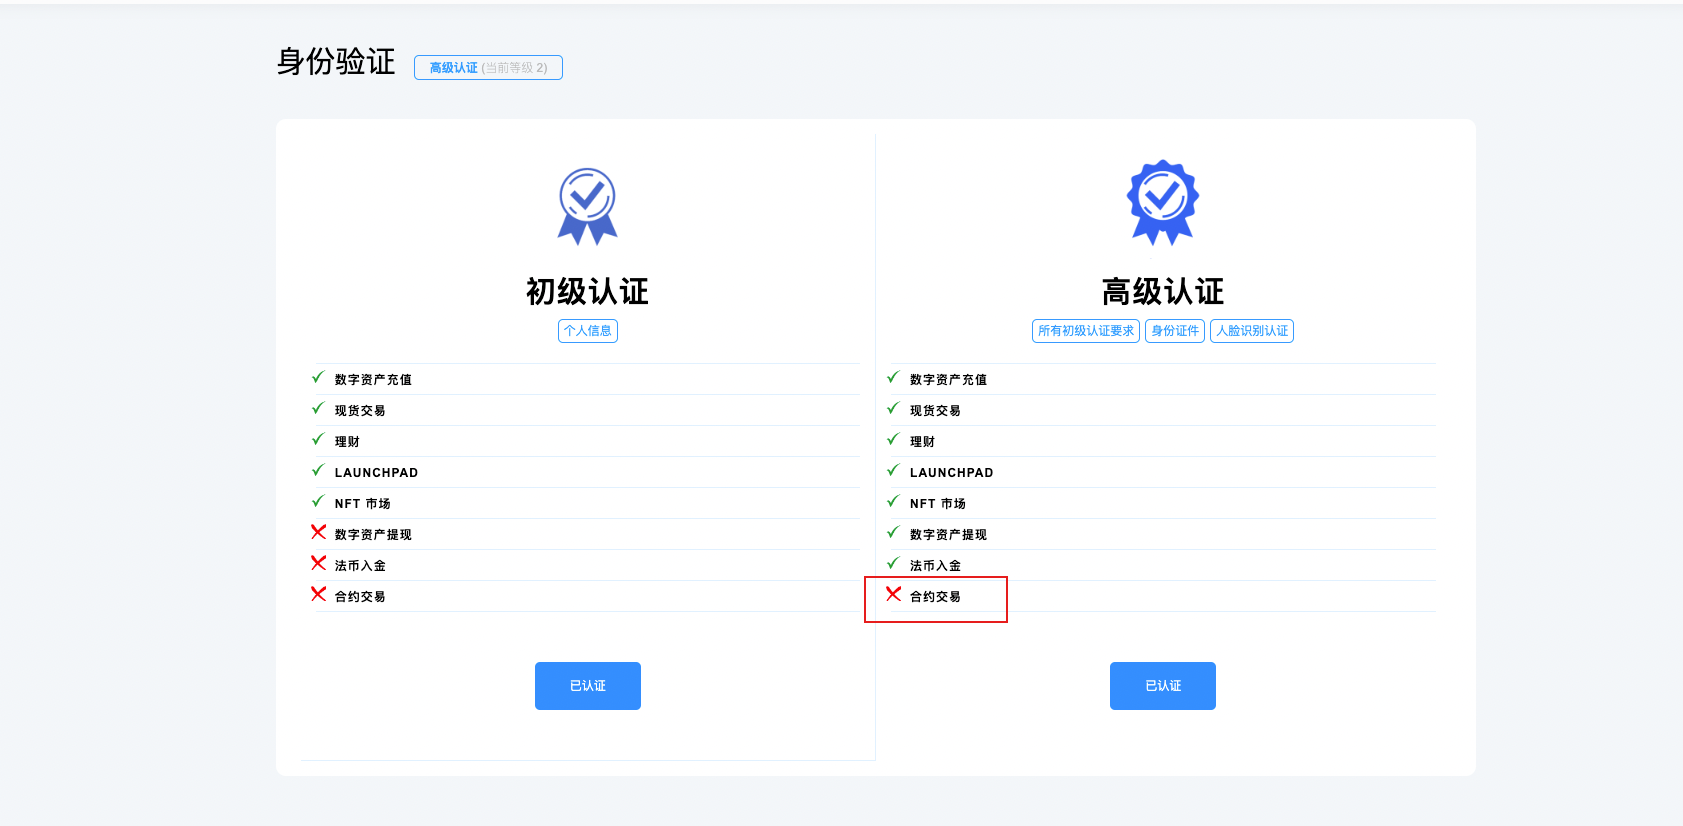 身份验证 高级认证 (当前等级 2)
初级认证
个人信息
数字资产充值
现货交易
理财
LAUNCHPAD
NFT 市场
数字资产提现
法币入金
合约交易
已认证
高级认证
所有初级认证要求 身份证件 人脸识别认证
数字资产充值
现货交易
理财
LAUNCHPAD
NFT 市场
数字资产提现
法币入金
合约交易
已认证